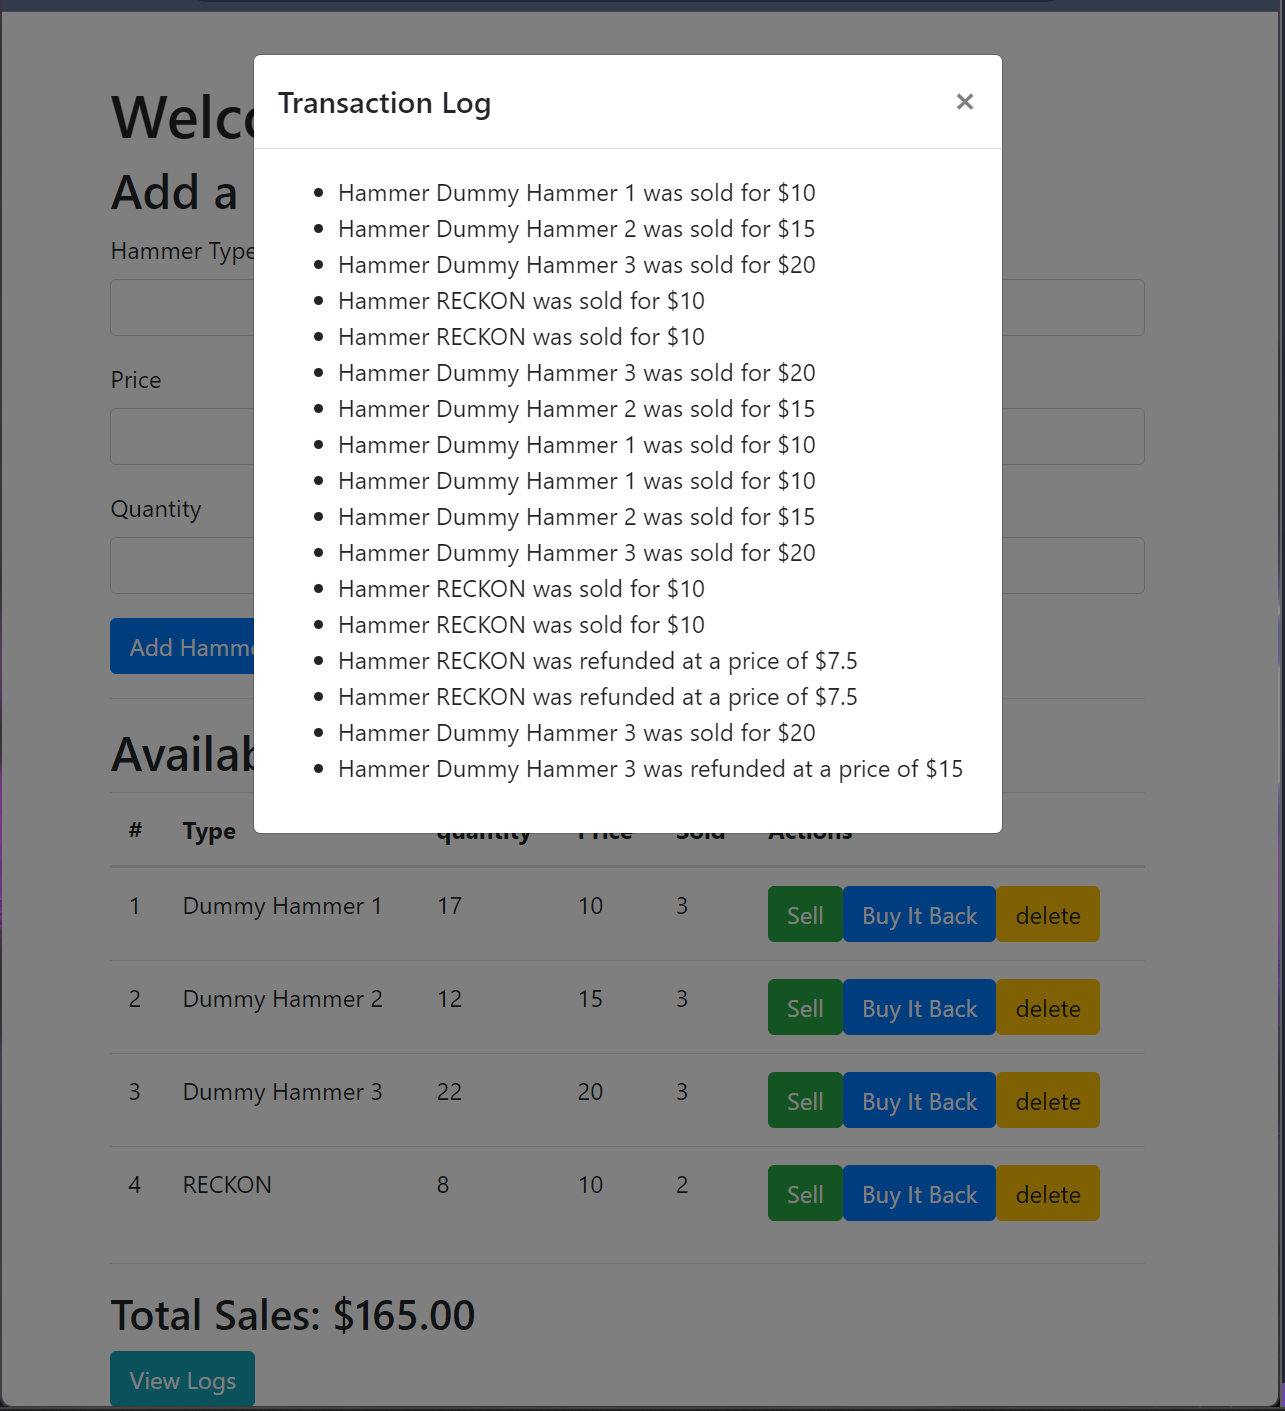 Transaction Log ×
Hammer Dummy Hammer 1 was sold for $10
Hammer Dummy Hammer 2 was sold for $15
Hammer Dummy Hammer 3 was sold for $20
Hammer RECKON was sold for $10
Hammer RECKON was sold for $10
Hammer Dummy Hammer 3 was sold for $20
Hammer Dummy Hammer 2 was sold for $15
Hammer Dummy Hammer 1 was sold for $10
Hammer Dummy Hammer 1 was sold for $10
Hammer Dummy Hammer 2 was sold for $15
Hammer Dummy Hammer 3 was sold for $20
Hammer RECKON was sold for $10
Hammer RECKON was sold for $10
Hammer RECKON was refunded at a price of $7.5
Hammer RECKON was refunded at a price of $7.5
Hammer Dummy Hammer 3 was sold for $20
Hammer Dummy Hammer 3 was refunded at a price of $15
Add a
Hammer Type
Price
Quantity
Add
# Type quantity Price Sold Actions
1 Dummy Hammer 1 17 10 3 Sell Buy It Back delete
2 Dummy Hammer 2 12 15 3 Sell Buy It Back delete
3 Dummy Hammer 3 22 20 3 Sell Buy It Back delete
4 RECKON 8 10 2 Sell Buy It Back delete
Total Sales: $165.00
View Logs